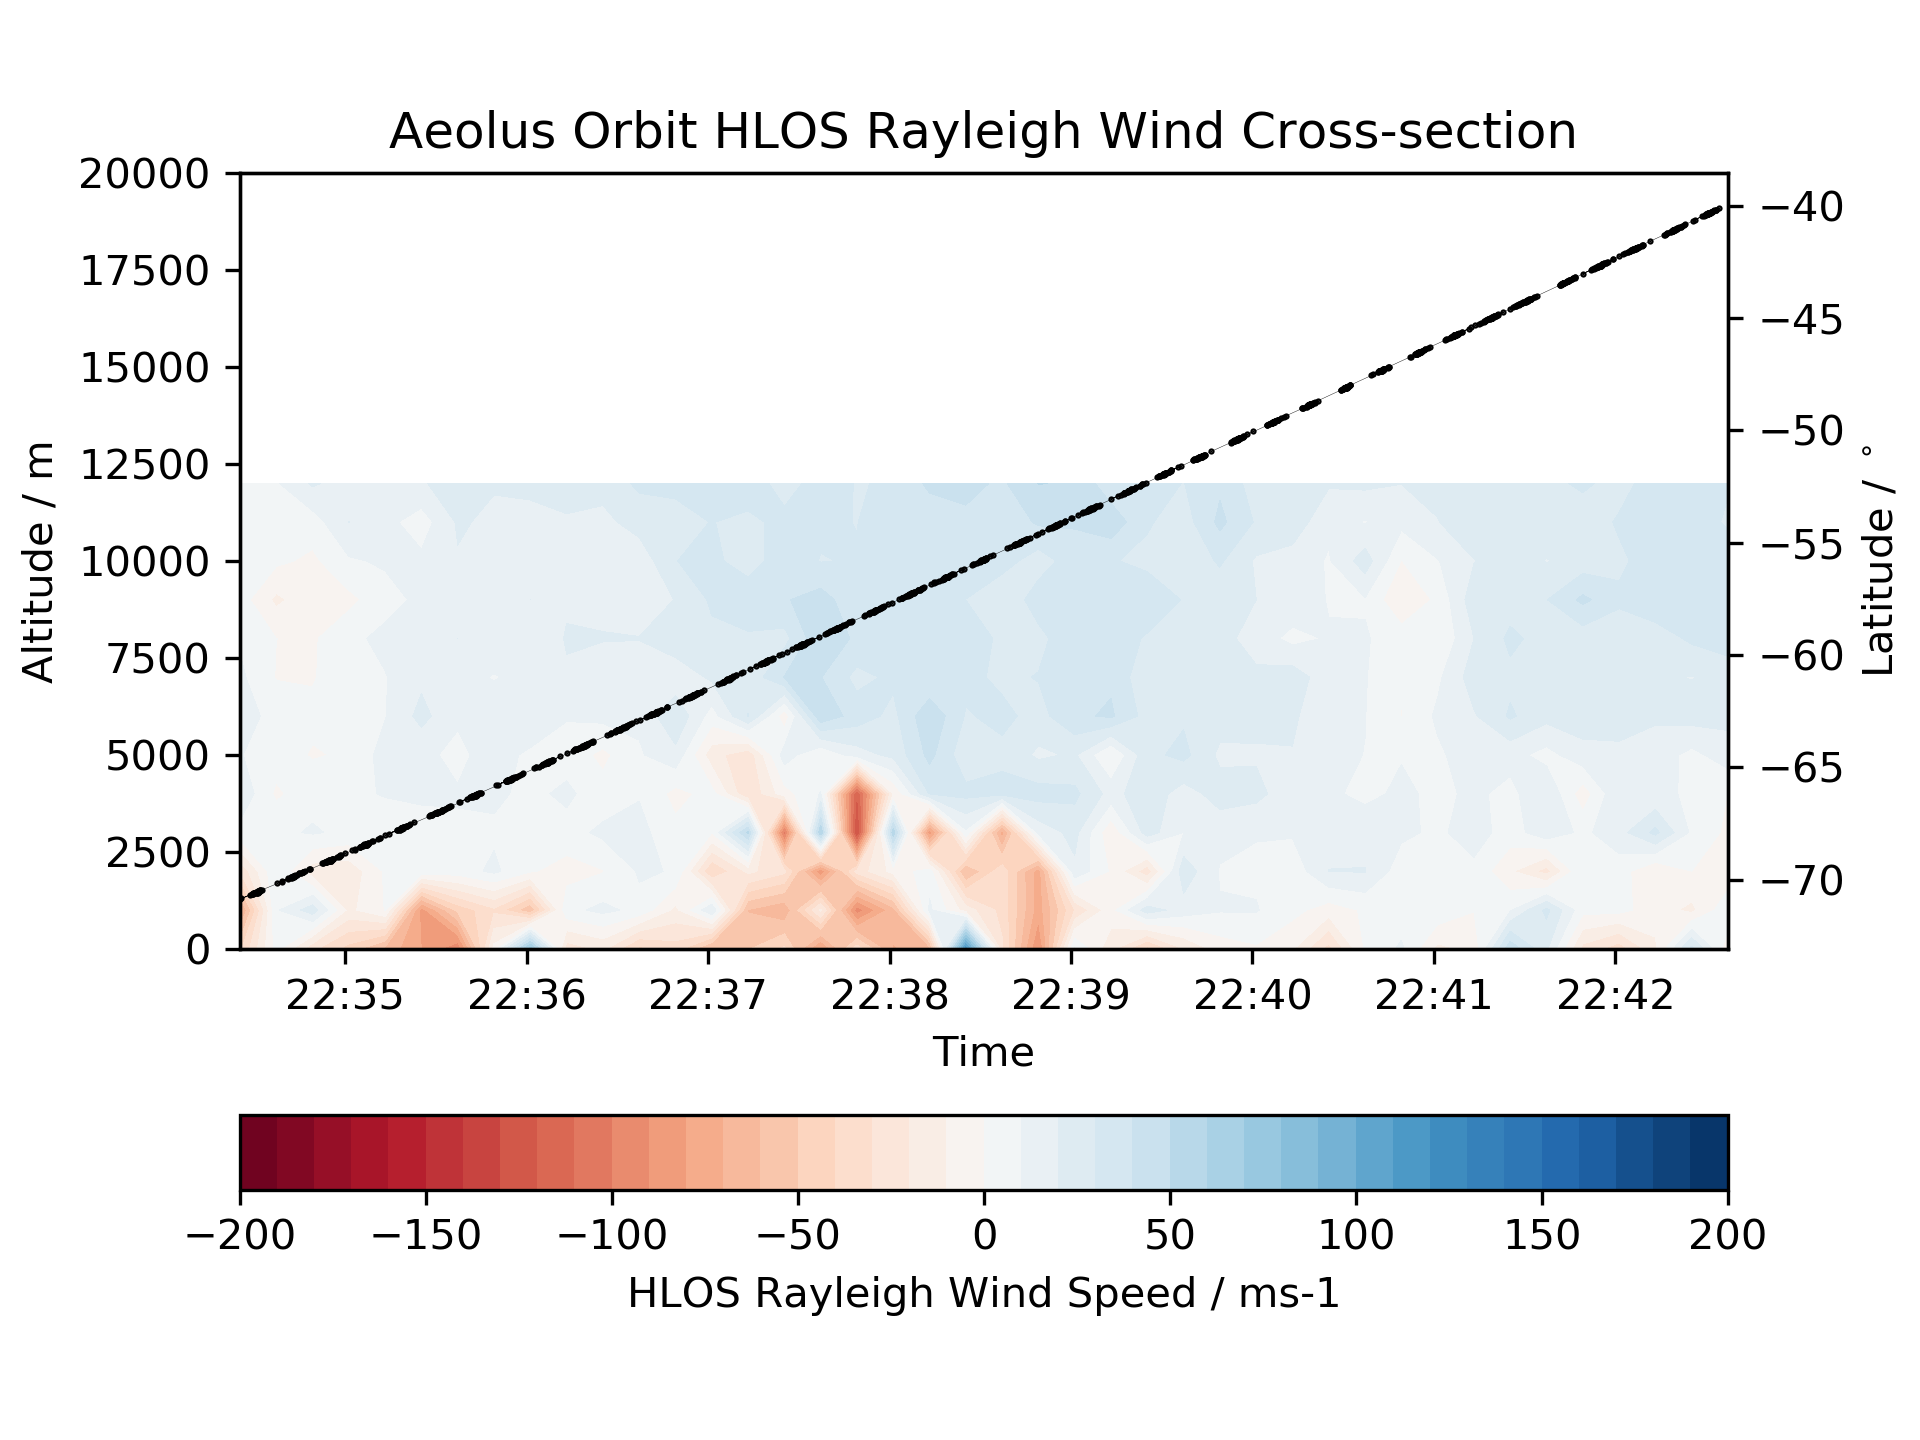 Aeolus Orbit HLOS Rayleigh Wind Cross-section
20000
17500
15000
12500
10000
7500
5000
2500
0
Altitude / m
−40
−45
−50
−55
−60
−65
−70
Latitude / °
22:35 22:36 22:37 22:38 22:39 22:40 22:41 22:42
Time
−200 −150 −100 −50 0 50 100 150 200
HLOS Rayleigh Wind Speed / ms-1